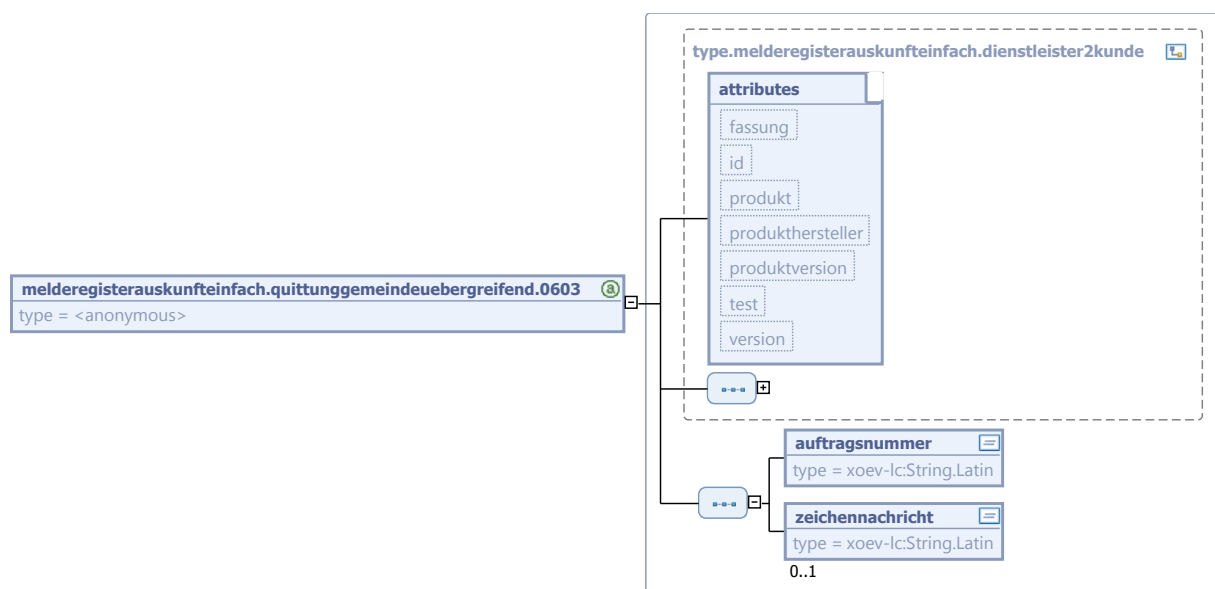 type.melderegisterauskunfteinfach.dienstleister2kunde
attributes
fassung
id
produkt
produkthersteller
produktversion
test
version
melderegisterauskunfteinfach.quittunggemeindeuebergreifend.0603 a
type = <anonymous>
auftragsnummer
type = xoev-lc:String.Latin
zeichennachricht
type = xoev-lc:String.Latin
0..1